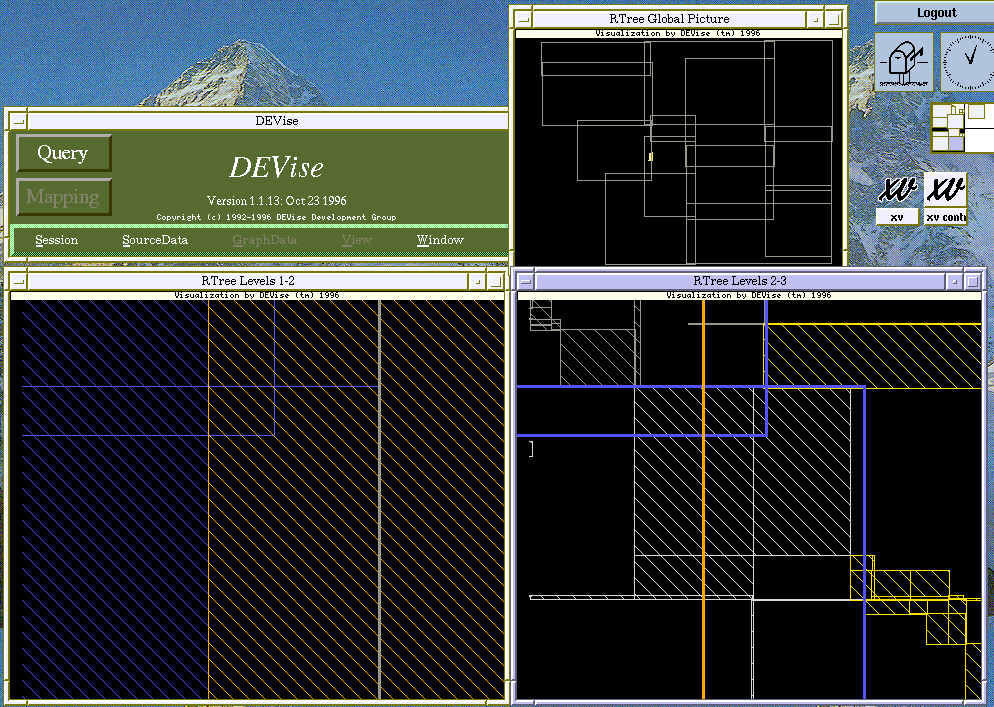 RTree Global Picture
Visualization by DEVise (tm) 1996
Logout
DEVise
Query
Mapping
DEVise
Version 1.1.13: Oct 23 1996
Copyright (c) 1992-1996 DEVise Development Group
Session SourceData GraphData View Window
xv
xv
xv xv contr
RTree Levels 1-2
Visualization by DEVise (tm) 1996
RTree Levels 2-3
Visualization by DEVise (tm) 1996